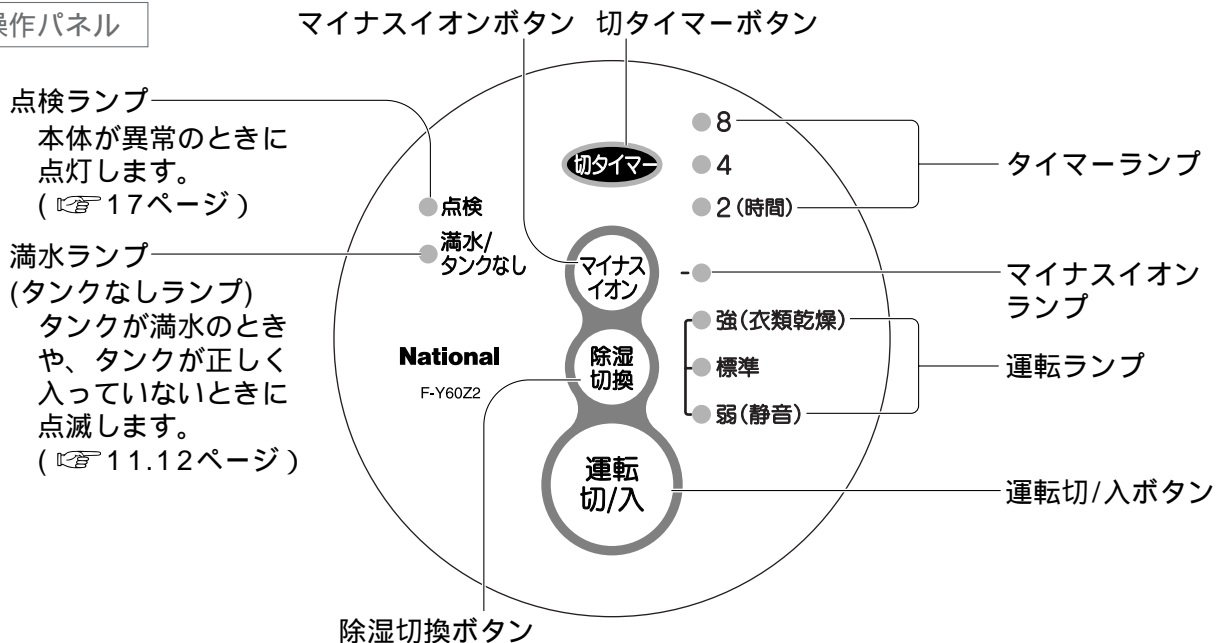 作パネル
マイナスイオンボタン 切タイマーボタン
点検ランプ
本体が異常のときに
点灯します。
(☞17ページ)
満水ランプ
(タンクなしランプ)
タンクが満水のとき
や、タンクが正しく
入っていないときに
点滅します。
(☞11.12ページ)
切タイマー
8
4
2(時間)
タイマーランプ
点検
満水/
タンクなし
マイナス
イオン
マイナスイオン
ランプ
National
F-Y60Z2
除湿
切換
強(衣類乾燥)
標準
弱(静音)
運転ランプ
運転
切/入
運転切/入ボタン
除湿切換ボタン